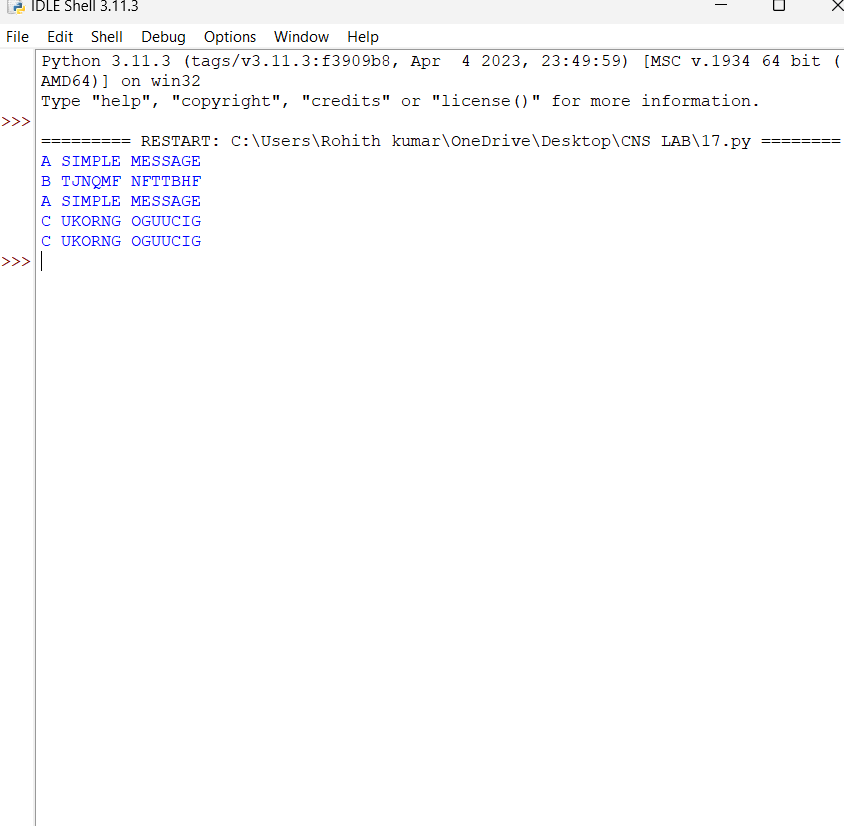 IDLE Shell 3.11.3
File Edit Shell Debug Options Window Help
Python 3.11.3 (tags/v3.11.3:f3909b8, Apr  4 2023, 23:49:59) [MSC v.1934 64 bit (
AMD64)] on win32
Type "help", "copyright", "credits" or "license()" for more information.
>>>
========= RESTART: C:\Users\Rohith kumar\OneDrive\Desktop\CNS LAB\17.py ========
A SIMPLE MESSAGE
B TJNQMF NFTTBHF
A SIMPLE MESSAGE
C UKORNG OGUUCIG
C UKORNG OGUUCIG
>>>